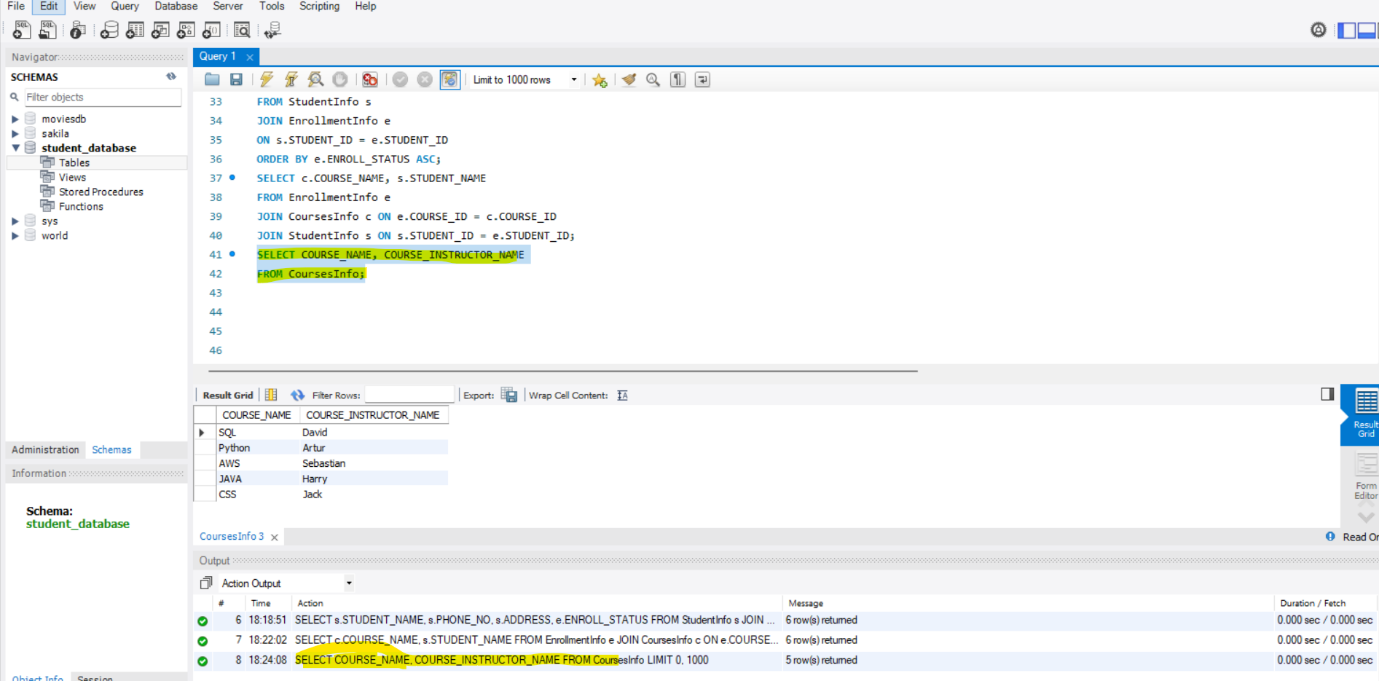 File Edit View Query Database Server Tools Scripting Help
Navigator
Query 1
SCHEMAS
Filter objects
moviesdb
sakila
student_database
Tables
Views
Stored Procedures
Functions
sys
world
Administration Schemas
Information
Schema:
student_database
Object Info Session
Limit to 1000 rows
33 FROM StudentInfo s
34 JOIN EnrollmentInfo e
35 ON s.STUDENT_ID = e.STUDENT_ID
36 ORDER BY e.ENROLL_STATUS ASC;
37 SELECT c.COURSE_NAME, s.STUDENT_NAME
38 FROM EnrollmentInfo e
39 JOIN CoursesInfo c ON e.COURSE_ID = c.COURSE_ID
40 JOIN StudentInfo s ON s.STUDENT_ID = e.STUDENT_ID;
41 SELECT COURSE_NAME, COURSE_INSTRUCTOR_NAME
42 FROM CoursesInfo;
43
44
45
46
Result Grid Filter Rows: Export: Wrap Cell Content:
COURSE_NAME COURSE_INSTRUCTOR_NAME
SQL David
Python Artur
AWS Sebastian
JAVA Harry
CSS Jack
Result
Grid
Form
Editor
CoursesInfo 3
Read On
Output
Action Output
# Time Action Message Duration / Fetch
6 18:18:51 SELECT s.STUDENT_NAME, s.PHONE_NO, s.ADDRESS, e.ENROLL_STATUS FROM StudentInfo s JOIN ... 6 row(s) returned 0.000 sec / 0.000 sec
7 18:22:02 SELECT c.COURSE_NAME, s.STUDENT_NAME FROM EnrollmentInfo e JOIN CoursesInfo c ON e.COURSE... 6 row(s) returned 0.000 sec / 0.000 sec
8 18:24:08 SELECT COURSE_NAME, COURSE_INSTRUCTOR_NAME FROM CoursesInfo LIMIT 0, 1000 5 row(s) returned 0.000 sec / 0.000 sec